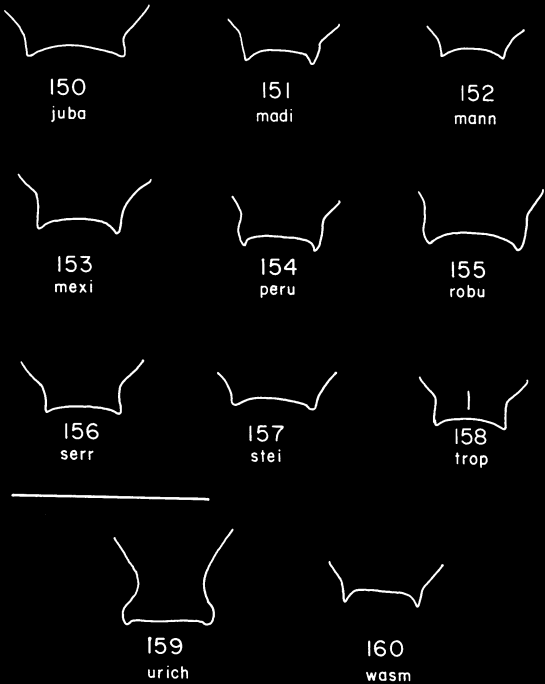 150 151 152
juba madi mann
153 154 155
mexi peru robu
156 157 158
serr stei trop
159 160
urich wasm